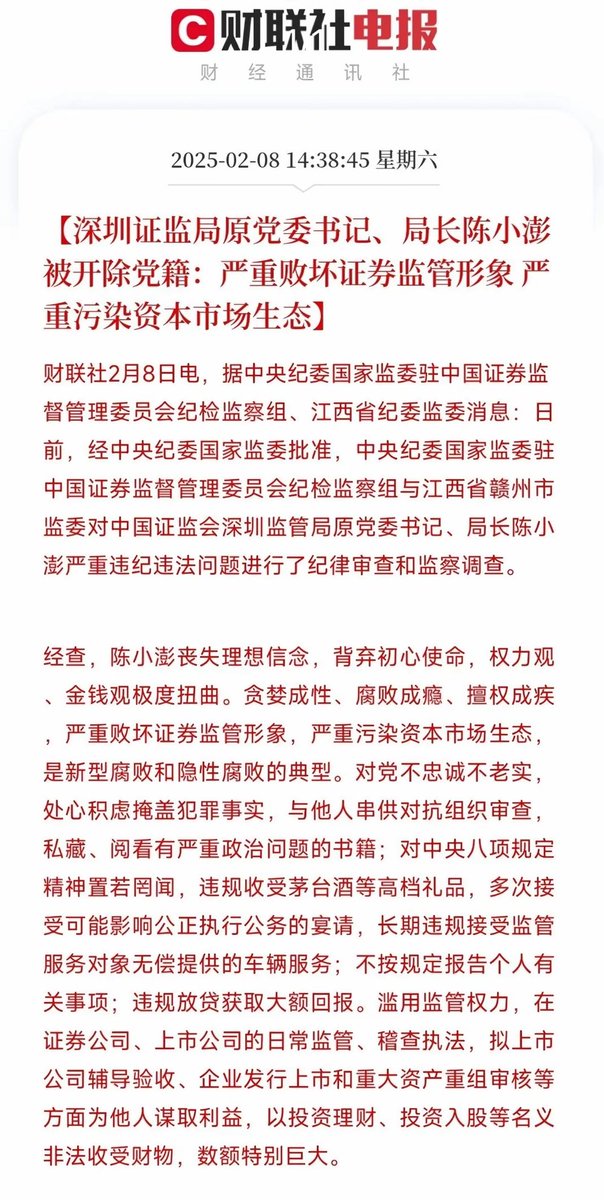 C 财联社电报
财经通讯社
2025-02-08 14:38:45 星期六
【深圳证监局原党委书记、局长陈小澎
被开除党籍：严重败坏证券监管形象 严
重污染资本市场生态】
财联社2月8日电，据中央纪委国家监委驻中国证券监
督管理委员会纪检监察组、江西省纪委监委消息：日
前，经中央纪委国家监委批准，中央纪委国家监委驻
中国证券监督管理委员会纪检监察组与江西省赣州市
监委对中国证监会深圳监管局原党委书记、局长陈小
澎严重违纪违法问题进行了纪律审查和监察调查。
经查，陈小澎丧失理想信念，背弃初心使命，权力观
、金钱观极度扭曲。贪婪成性、腐败成瘾、擅权成疾
，严重败坏证券监管形象，严重污染资本市场生态，
是新型腐败和隐性腐败的典型。对党不忠诚不老实，
处心积虑掩盖犯罪事实，与他人串供对抗组织审查，
私藏、阅看有严重政治问题的书籍；对中央八项规定
精神置若罔闻，违规收受茅台酒等高档礼品，多次接
受可能影响公正执行公务的宴请，长期违规接受监管
服务对象无偿提供的车辆服务；不按规定报告个人有
关事项；违规放贷获取大额回报。滥用监管权力，在
证券公司、上市公司的日常监管、稽查执法，拟上市
公司辅导验收、企业发行上市和重大资产重组审核等
方面为他人谋取利益，以投资理财、投资入股等名义
非法收受财物，数额特别巨大。